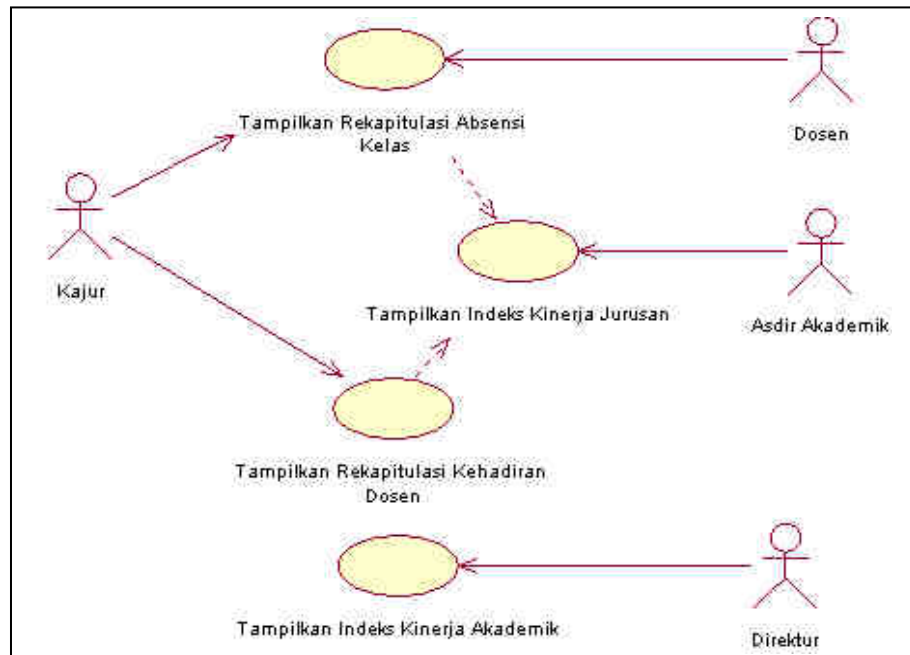 Tampilkan Rekapitulasi Absensi
Kelas
Dosen
Kajur
Tampilkan Indeks Kinerja Jurusan
Asdir Akademik
Tampilkan Rekapitulasi Kehadiran
Dosen
Tampilkan Indeks Kinerja Akademik
Direktur